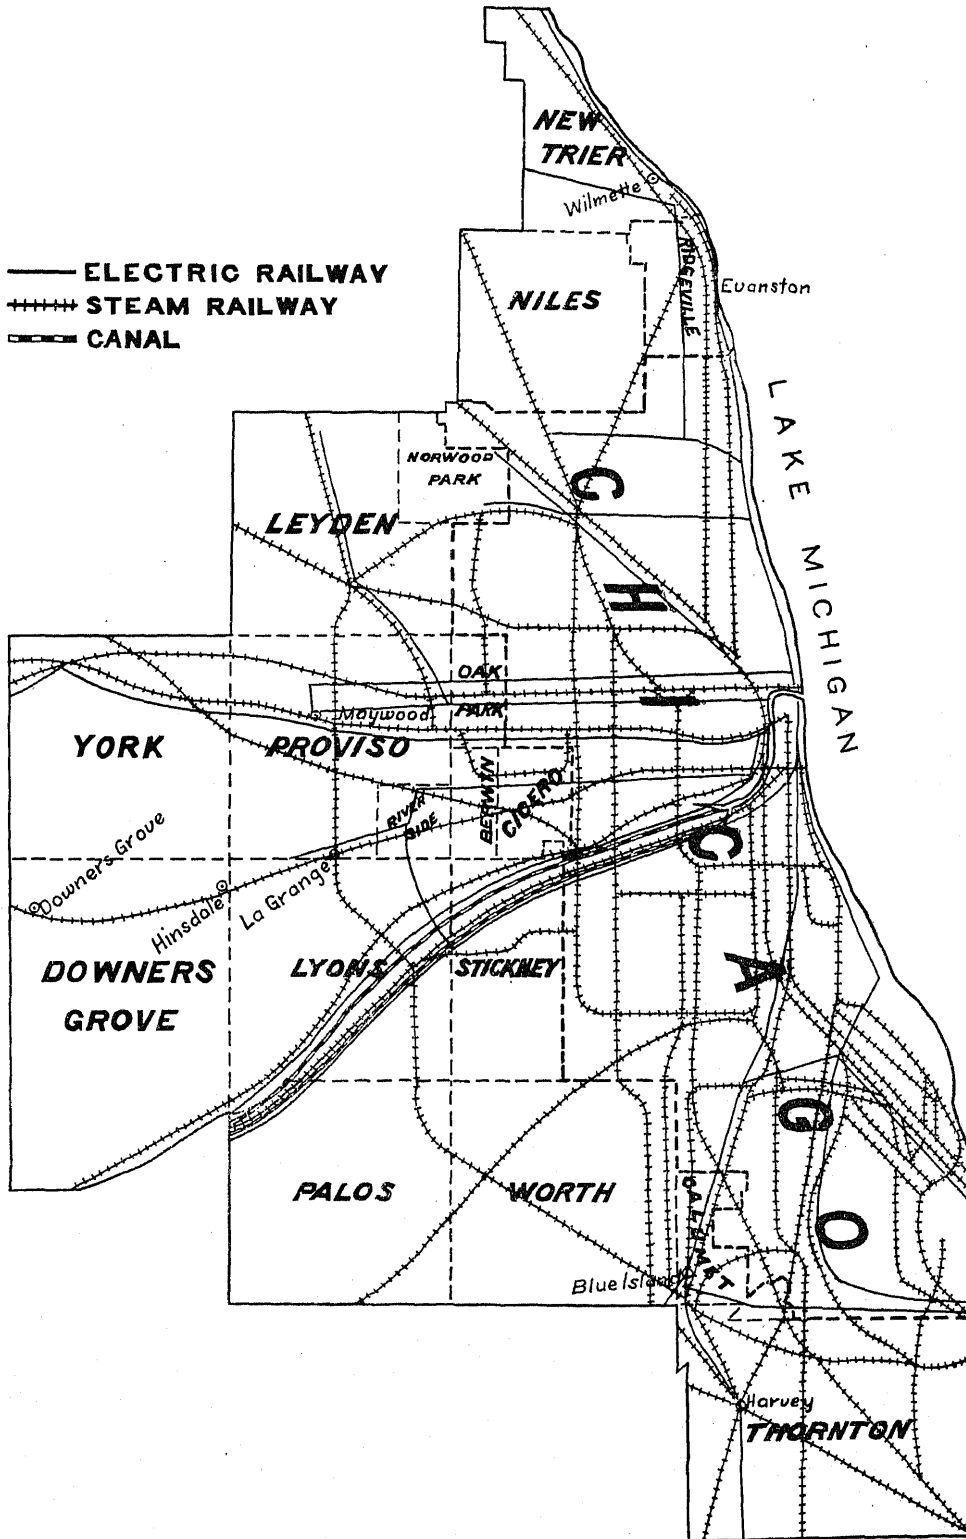 NEW
TRIER
Wilmette
ELECTRIC RAILWAY
STEAM RAILWAY
CANAL
RIDGEVILLE
Evanston
NILES
LAKE MICHIGAN
NORWOOD
PARK
LEYDEN
CHICAGO
OAK
PARK
Maywood
YORK
PROVISO
BERWIN
CICERO
RIVER
SIDE
Downers Grove
Hinsdale
La Grange
DOWNERS
GROVE
LYONS
STICKNEY
PALOS
WORTH
CALUMET
Blue Island
Harvey
THORNTON